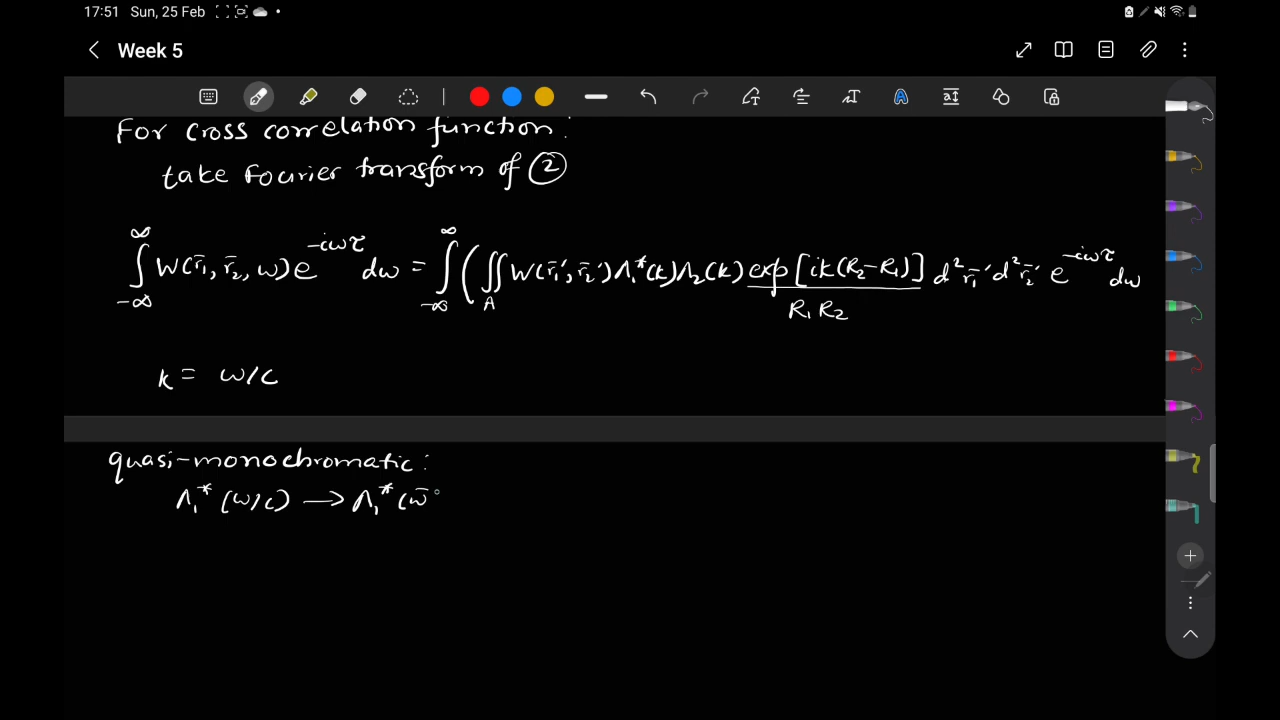 17:51 Sun, 25 Feb
Week 5
For cross correlation function:
take Fourier transform of ②
∫_{-∞}^{∞} W(r̄₁, r̄₂, ω) e^{-iωτ} dω = ∫_{-∞}^{∞} (∬_A W(r̄₁′, r̄₂′) Λ₁*(k) Λ₂(k) exp[ik(R₂-R₁)] / R₁R₂ d²r̄₁′ d²r̄₂′ e^{-iωτ} dω
k = ω/c
quasi-monochromatic:
Λ₁*(ω/c) → Λ₁*(ω̄